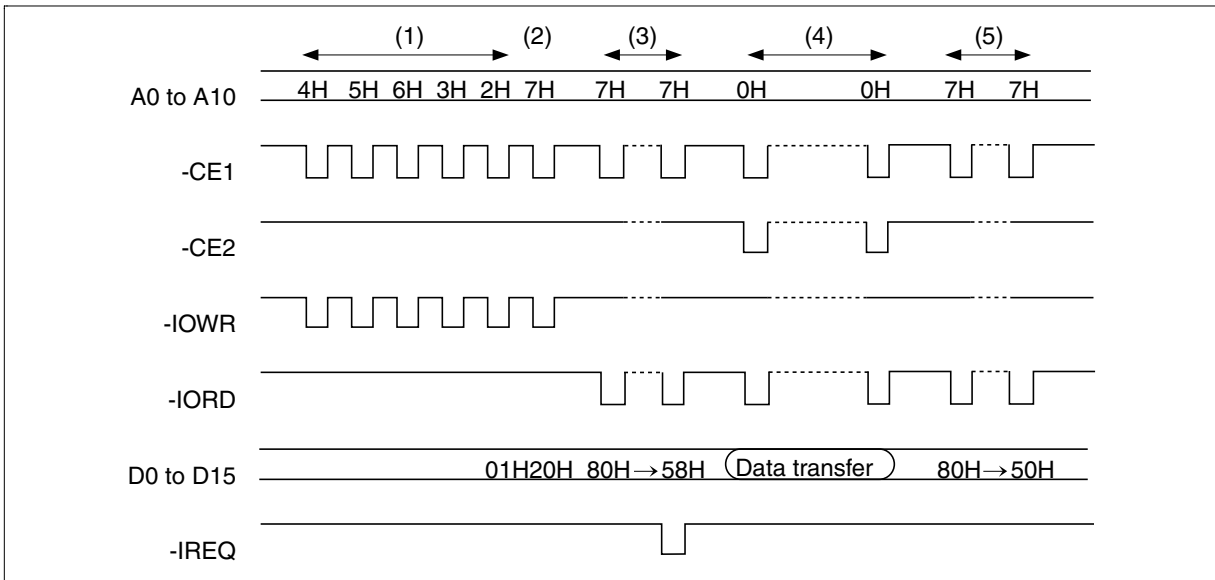 (1) (2) (3) (4) (5)
A0 to A10 4H 5H 6H 3H 2H 7H 7H 7H 0H 0H 7H 7H
-CE1
-CE2
-IOWR
-IORD
D0 to D15 01H20H 80H→58H Data transfer 80H→50H
-IREQ